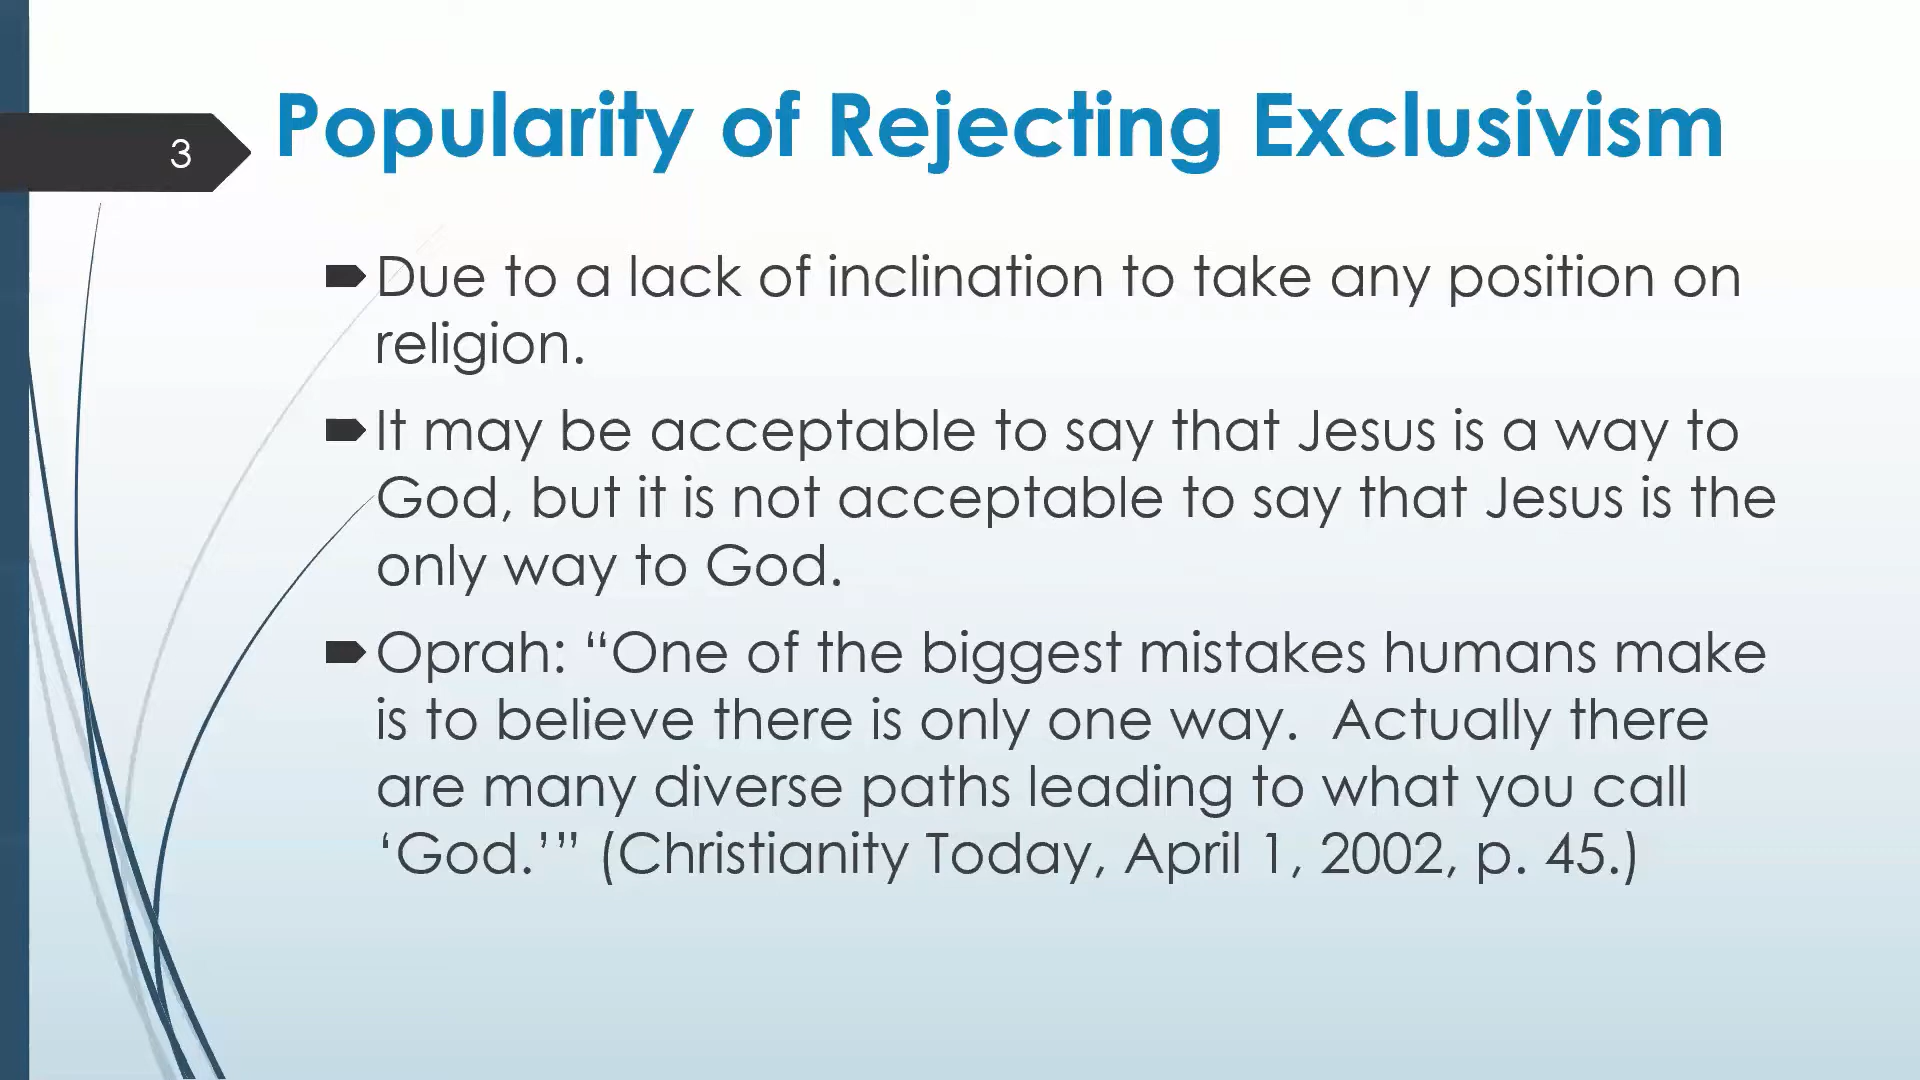 3
Popularity of Rejecting Exclusivism
Due to a lack of inclination to take any position on
religion.
It may be acceptable to say that Jesus is a way to
God, but it is not acceptable to say that Jesus is the
only way to God.
Oprah: “One of the biggest mistakes humans make
is to believe there is only one way.  Actually there
are many diverse paths leading to what you call
‘God.’” (Christianity Today, April 1, 2002, p. 45.)